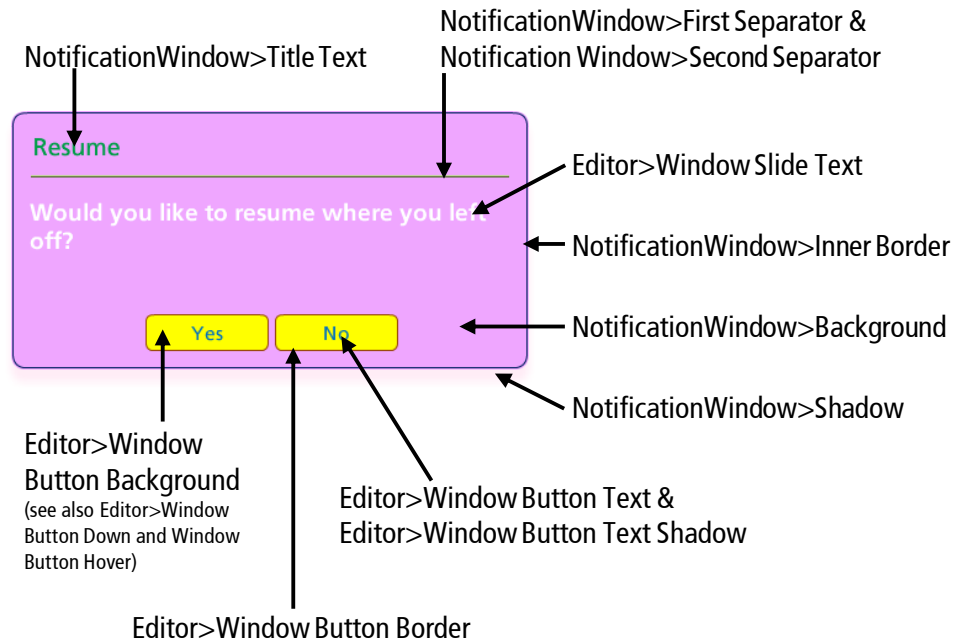 NotificationWindow>First Separator &
Notification Window>Second Separator
NotificationWindow>Title Text
Resume
Editor>Window Slide Text
Would you like to resume where you left
off?
NotificationWindow>Inner Border
Yes
No
NotificationWindow>Background
NotificationWindow>Shadow
Editor>Window
Button Background
(see also Editor>Window
Button Down and Window
Button Hover)
Editor>Window Button Text &
Editor>Window Button Text Shadow
Editor>Window Button Border